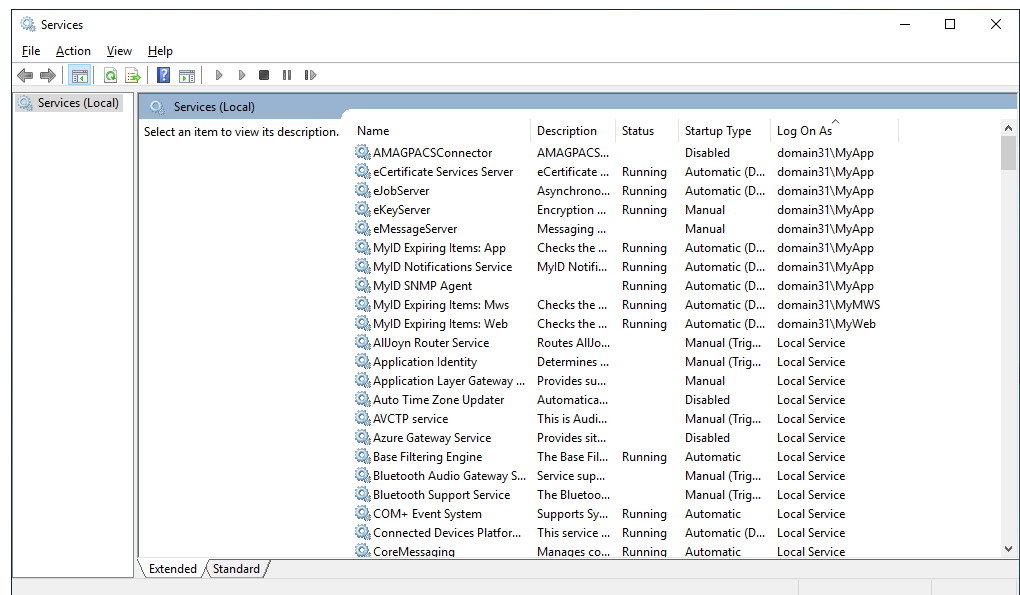 Services
File Action View Help
Services (Local)
Services (Local)
Select an item to view its description.
Name Description Status Startup Type Log On As
AMAGPACSConnector AMAGPACS... Disabled domain31\MyApp
eCertificate Services Server eCertificate ... Running Automatic (D... domain31\MyApp
eJobServer Asynchrono... Running Automatic (D... domain31\MyApp
eKeyServer Encryption ... Running Manual domain31\MyApp
eMessageServer Messaging ... Manual domain31\MyApp
MyID Expiring Items: App Checks the ... Running Automatic (D... domain31\MyApp
MyID Notifications Service MyID Notifi... Running Automatic (D... domain31\MyApp
MyID SNMP Agent Running Automatic (D... domain31\MyApp
MyID Expiring Items: Mws Checks the ... Running Automatic (D... domain31\MyMWS
MyID Expiring Items: Web Checks the ... Running Automatic (D... domain31\MyWeb
AllJoyn Router Service Routes AllJo... Manual (Trig... Local Service
Application Identity Determines ... Manual (Trig... Local Service
Application Layer Gateway ... Provides su... Manual Local Service
Auto Time Zone Updater Automatica... Disabled Local Service
AVCTP service This is Audi... Manual (Trig... Local Service
Azure Gateway Service Provides sit... Disabled Local Service
Base Filtering Engine The Base Fil... Running Automatic Local Service
Bluetooth Audio Gateway S... Service sup... Manual (Trig... Local Service
Bluetooth Support Service The Bluetoo... Manual (Trig... Local Service
COM+ Event System Supports Sy... Running Automatic Local Service
Connected Devices Platfor... This service ... Running Automatic (D... Local Service
CoreMessaging Manages co... Running Automatic Local Service
Extended Standard